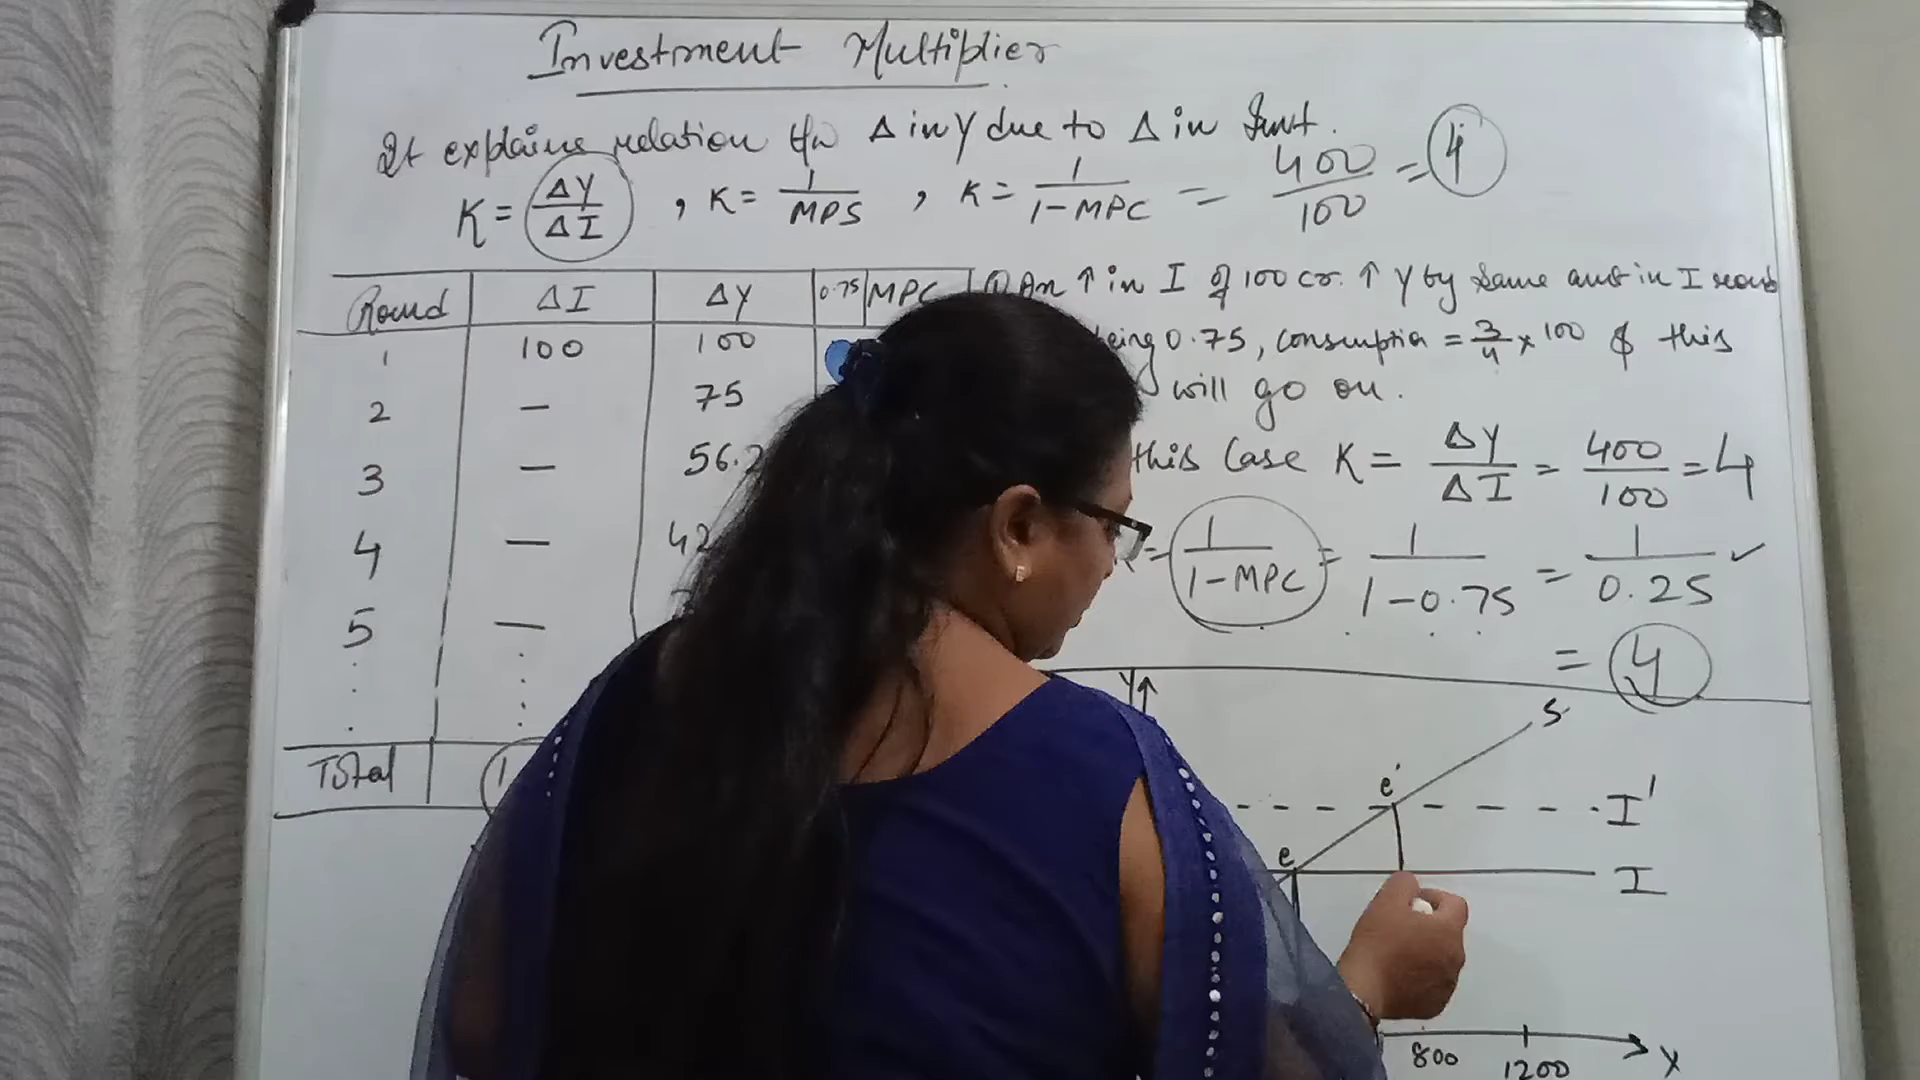 Investment Multiplier
It explains relation b/w Δ in Y due to Δ in Invt.
K = ΔY/ΔI , K = 1/MPS , K = 1/1-MPC = 400/100 = 4
Round ΔI ΔY 0.75 MPC
1 100 100
2 — 75
3 — 56.2
4 — 42
5 —
Total
① An ↑ in I of 100 cr. ↑ Y by same amt in I round
0.75, consumption = 3/4 × 100 & this
will go on.
this Case K = ΔY/ΔI = 400/100 = 4
= 1/1-MPC = 1/1-0.75 = 1/0.25 ✓
= 4
Y
S
e'
I'
e
I
800 1200 X